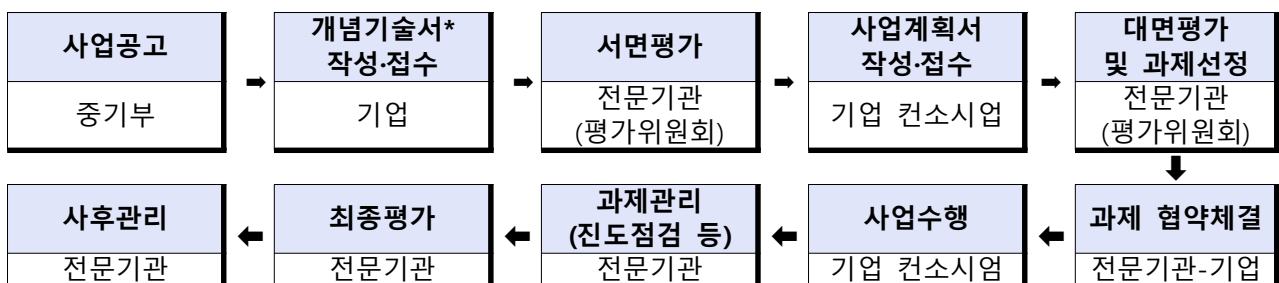 사업공고
중기부
➡
개념기술서*
작성·접수
기업
➡
서면평가
전문기관
(평가위원회)
➡
사업계획서
작성·접수
기업 컨소시업
➡
대면평가
및 과제선정
전문기관
(평가위원회)
⬇
사후관리
전문기관
⬅
최종평가
전문기관
⬅
과제관리
(진도점검 등)
전문기관
⬅
사업수행
기업 컨소시엄
⬅
과제 협약체결
전문기관-기업